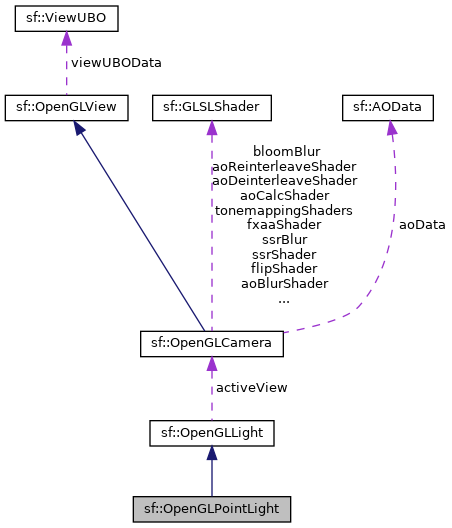 sf::ViewUBO
viewUBOData
sf::OpenGLView
sf::GLSLShader
sf::AOData
bloomBlur
aoReinterleaveShader
aoDeinterleaveShader
aoCalcShader
tonemappingShaders
fxaaShader
ssrBlur
ssrShader
flipShader
aoBlurShader
...
aoData
sf::OpenGLCamera
activeView
sf::OpenGLLight
sf::OpenGLPointLight